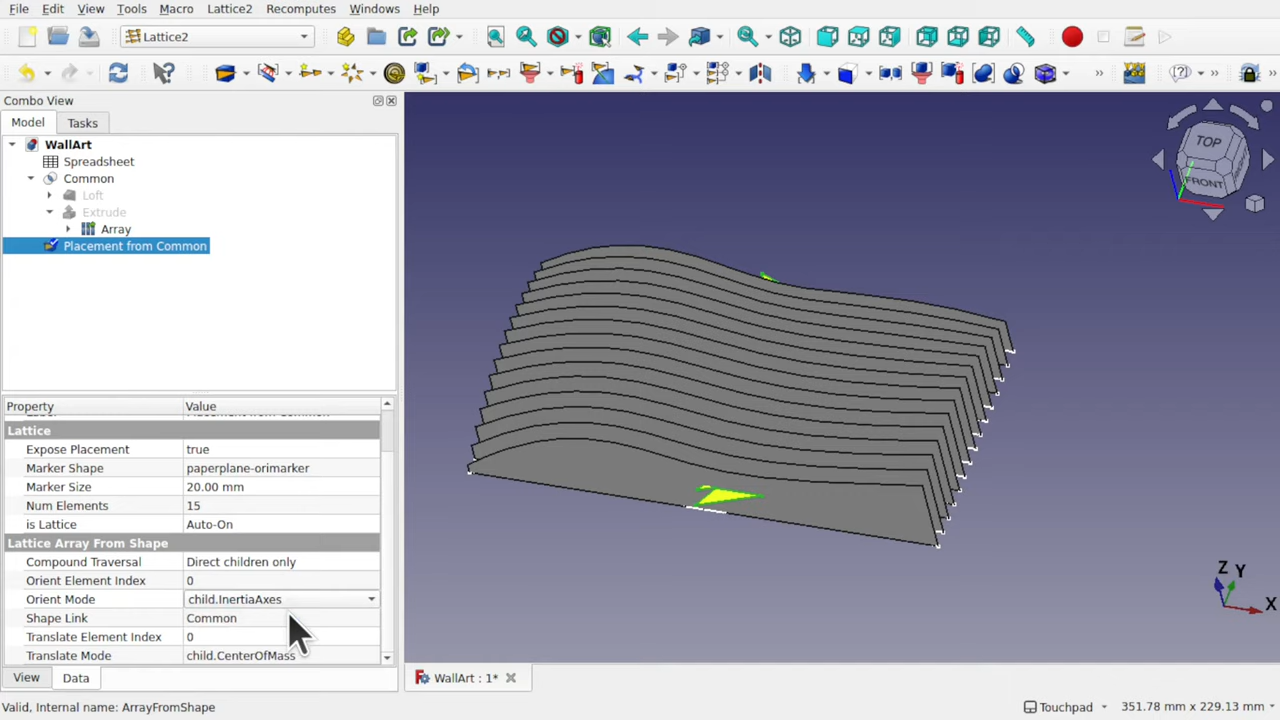 File Edit View Tools Macro Lattice2 Recomputes Windows Help
Lattice2
Combo View
Model Tasks
WallArt
Spreadsheet
Common
Loft
Extrude
Array
Placement from Common
TOP
FRONT
Property Value
Lattice
Expose Placement true
Marker Shape paperplane-orimarker
Marker Size 20.00 mm
Num Elements 15
is Lattice Auto-On
Lattice Array From Shape
Compound Traversal Direct children only
Orient Element Index 0
Orient Mode child.InertiaAxes
Shape Link Common
Translate Element Index 0
Translate Mode child.CenterOfMass
Z Y
X
View Data
WallArt : 1*
Valid, Internal name: ArrayFromShape
Touchpad 351.78 mm x 229.13 mm